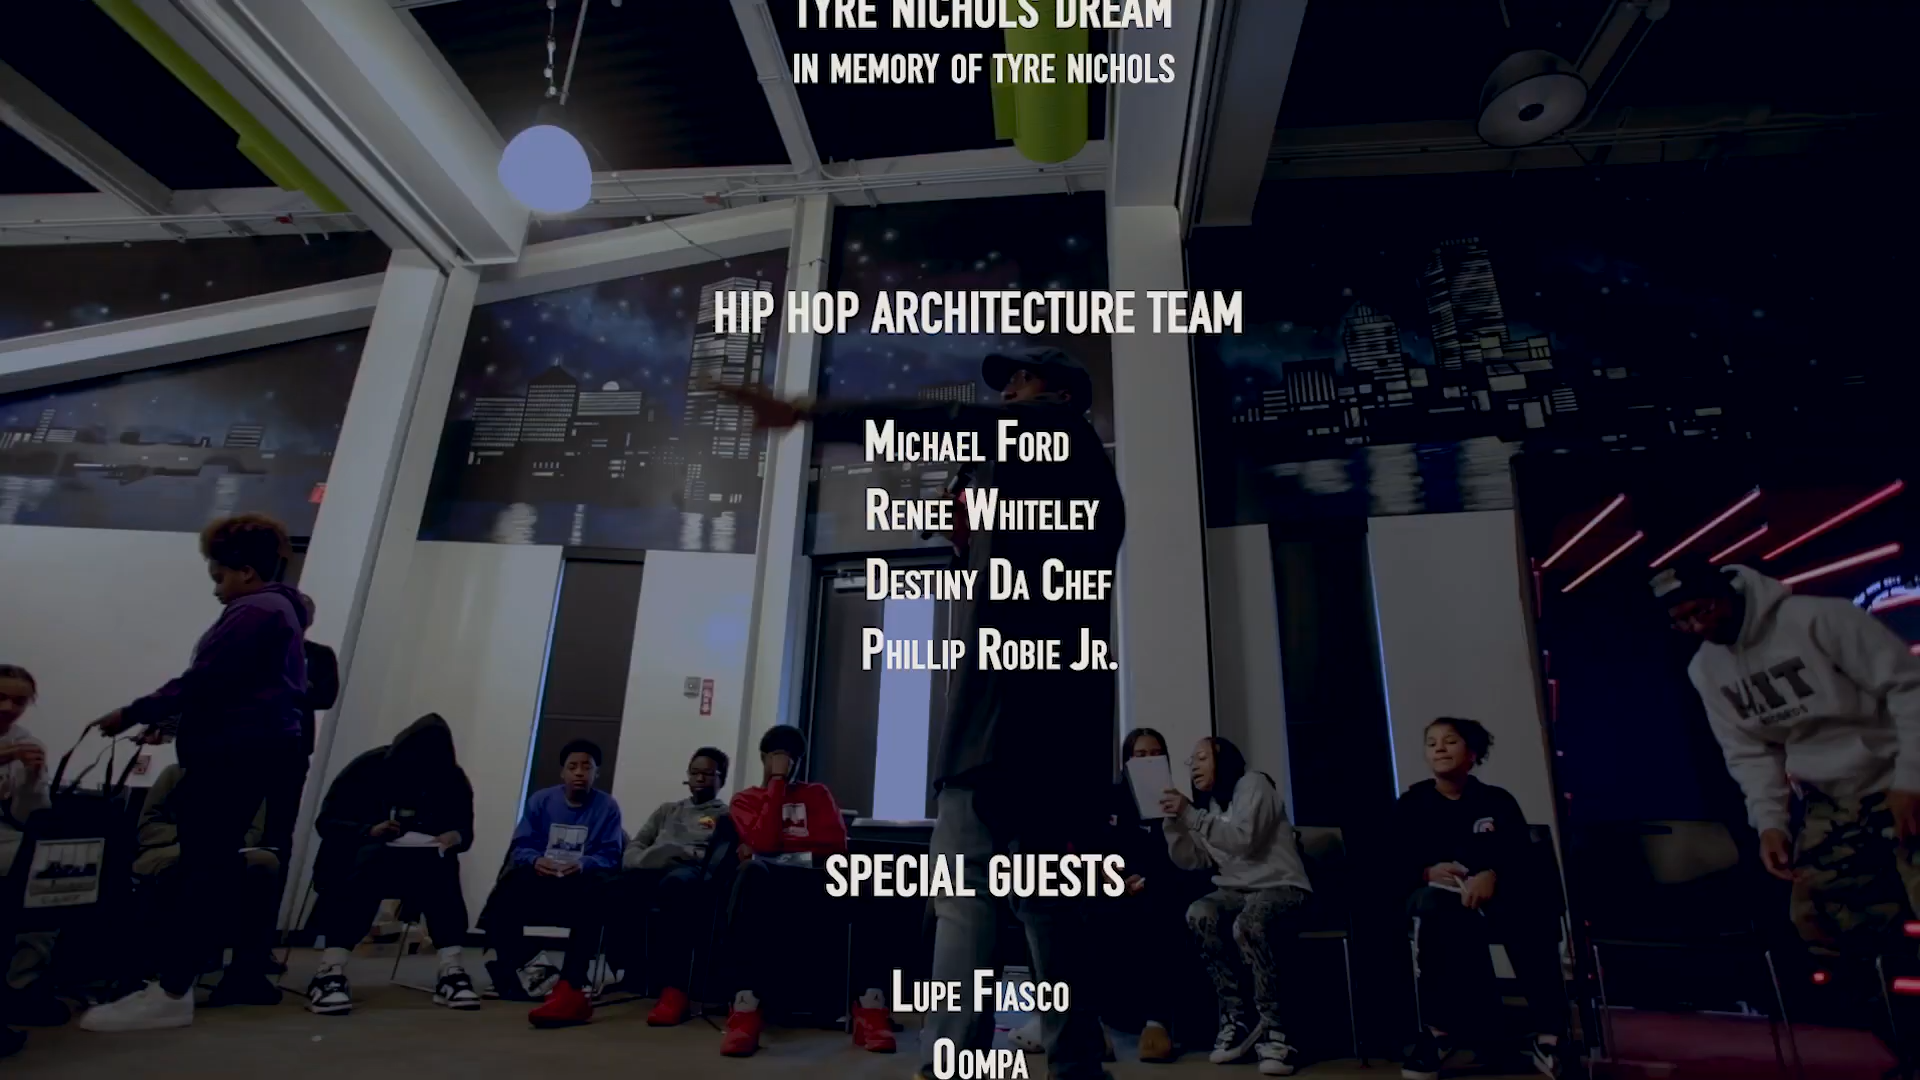 TYRE NICHOLS DREAM
IN MEMORY OF TYRE NICHOLS
HIP HOP ARCHITECTURE TEAM
MICHAEL FORD
RENEE WHITELEY
DESTINY DA CHEF
PHILLIP ROBIE JR.
SPECIAL GUESTS
LUPE FIASCO
OOMPA